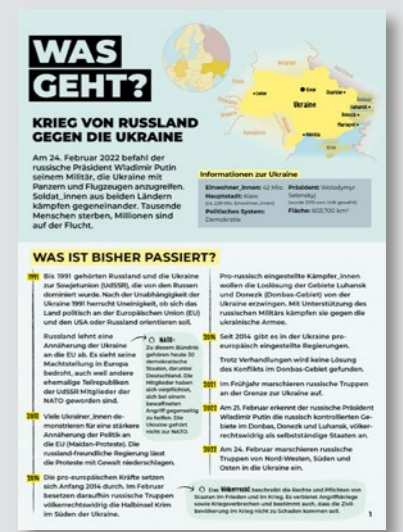 WAS
GEHT?
KRIEG VON RUSSLAND
GEGEN DIE UKRAINE
Am 24. Februar 2022 befahl der
russische Präsident Wladimir Putin
seinem Militär, die Ukraine mit
Panzern und Flugzeugen anzugreifen.
Soldat_innen aus beiden Ländern
kämpfen gegeneinander. Tausende
Menschen sterben, Millionen sind
auf der Flucht.
Ukraine
Informationen zur Ukraine
Einwohner_innen: 42 Mio.
Hauptstadt: Kiew
Politisches System:
Demokratie
Präsident: Wolodymyr
Selenskyj
(wurde 2019 vom Volk gewählt)
Fläche: 603.700 km²
WAS IST BISHER PASSIERT?
1991 Bis 1991 gehörten Russland und die Ukraine
zur Sowjetunion (UdSSR), die von den Russen
dominiert wurde. Nach der Unabhängigkeit der
Ukraine 1991 herrscht Uneinigkeit, ob sich das
Land politisch an der Europäischen Union (EU)
und den USA oder Russland orientieren soll.
Russland lehnt eine
Annäherung der Ukraine
an die EU ab. Es sieht seine
Machtstellung in Europa
bedroht, auch weil andere
ehemalige Teilrepubliken
der UdSSR Mitglieder der
NATO geworden sind.
NATO:
Zu diesem Bündnis
gehören heute 30
demokratische
Staaten, darunter
Deutschland. Die
Mitglieder haben
sich verpflichtet,
sich bei einem
bewaffneten
Angriff gegenseitig
zu helfen. Die
Ukraine gehört
nicht zur NATO.
2013 Viele Ukrainer_innen de-
monstrieren für eine stärkere
Annäherung der Politik an
die EU (Maidan-Proteste). Die
russland-freundliche Regierung lässt
die Proteste mit Gewalt niederschlagen.
2014 Die pro-europäischen Kräfte setzen
sich Anfang 2014 durch. Im Februar
besetzen daraufhin russische Truppen
völkerrechtswidrig die Halbinsel Krim
im Süden der Ukraine.
Pro-russisch eingestellte Kämpfer_innen
wollen die Loslösung der Gebiete Luhansk
und Donezk (Donbas-Gebiet) von der
Ukraine erzwingen. Mit Unterstützung des
russischen Militärs kämpfen sie gegen die
ukrainische Armee.
2014 Seit 2014 gibt es in der Ukraine pro-
europäisch eingestellte Regierungen.
Trotz Verhandlungen wird keine Lösung
des Konflikts im Donbas-Gebiet gefunden.
2021 Im Frühjahr marschieren russische Truppen
an der Grenze zur Ukraine auf.
2022 Am 21. Februar erkennt der russische Präsident
Wladimir Putin die russisch kontrollierten Ge-
biete im Donbas, Donezk und Luhansk, völker-
rechtswidrig als selbstständige Staaten an.
2022 Am 24. Februar marschieren russische
Truppen von Nord-Westen, Süden und
Osten in die Ukraine ein.
Das Völkerrecht beschreibt die Rechte und Pflichten von
Staaten im Frieden und im Krieg. Es verbietet Angriffskriege
sowie Kriegsverbrechen und bestimmt auch, dass die Zivil-
bevölkerung im Krieg nicht zu Schaden kommen soll.
1